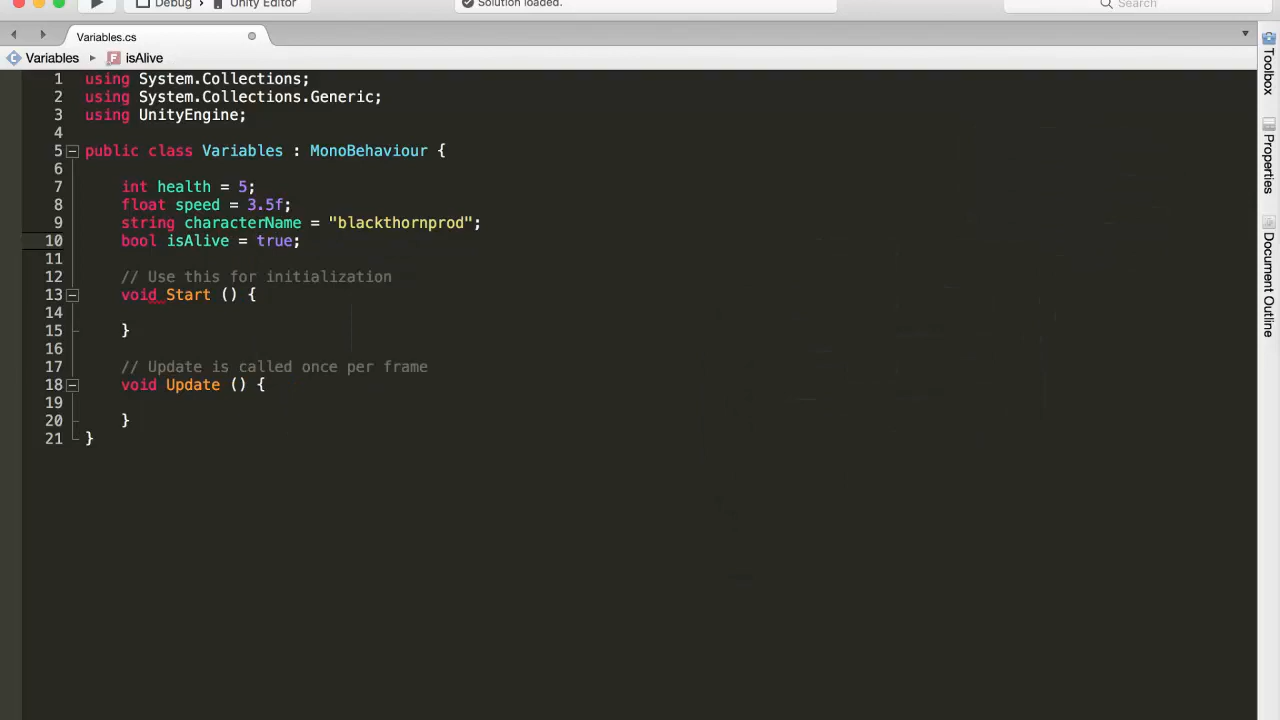 Debug > Unity Editor
Solution loaded.
Search
Variables.cs
Variables ▸ F isAlive
1 using System.Collections;
2 using System.Collections.Generic;
3 using UnityEngine;
4
5 public class Variables : MonoBehaviour {
6
7 int health = 5;
8 float speed = 3.5f;
9 string characterName = "blackthornprod";
10 bool isAlive = true;
11
12 // Use this for initialization
13 void Start () {
14
15 }
16
17 // Update is called once per frame
18 void Update () {
19
20 }
21 }
Toolbox
Properties
Document Outline